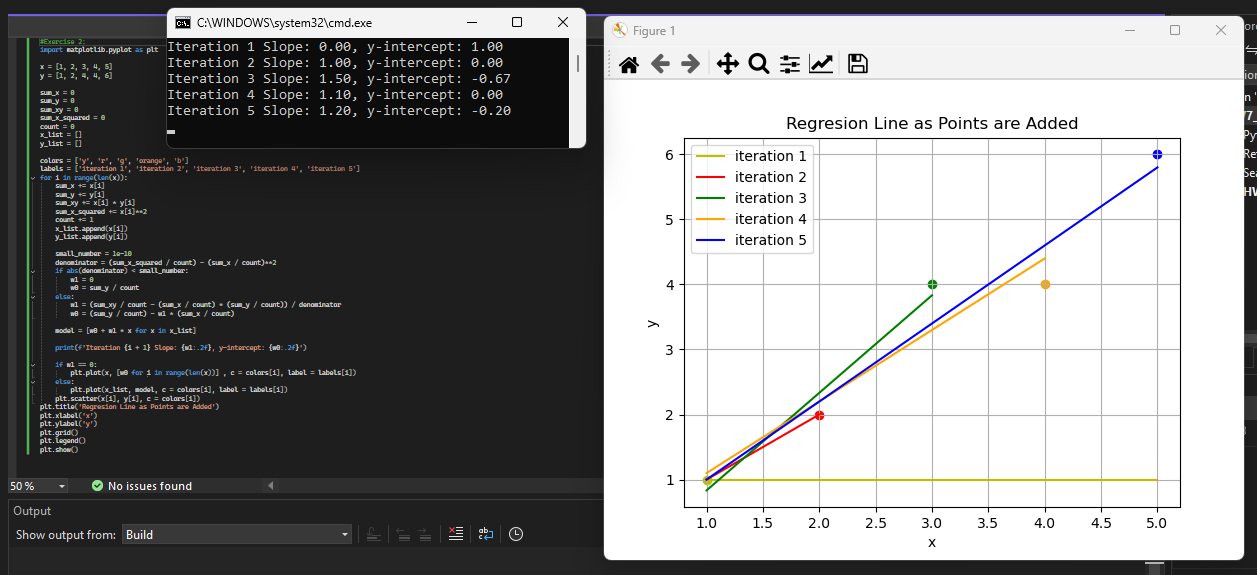 C:\WINDOWS\system32\cmd.exe
Iteration 1 Slope: 0.00, y-intercept: 1.00
Iteration 2 Slope: 1.00, y-intercept: 0.00
Iteration 3 Slope: 1.50, y-intercept: -0.67
Iteration 4 Slope: 1.10, y-intercept: 0.00
Iteration 5 Slope: 1.20, y-intercept: -0.20
#Exercise 2:
import matplotlib.pyplot as plt
x = [1, 2, 3, 4, 5]
y = [1, 2, 4, 4, 6]
sum_x = 0
sum_y = 0
sum_xy = 0
sum_x_squared = 0
count = 0
x_list = []
y_list = []
colors = ['y', 'r', 'g', 'orange', 'b']
labels = ['iteration 1', 'iteration 2', 'iteration 3', 'iteration 4', 'iteration 5']
for i in range(len(x)):
sum_x += x[i]
sum_y += y[i]
sum_xy += x[i] * y[i]
sum_x_squared += x[i]**2
count += 1
x_list.append(x[i])
y_list.append(y[i])
small_number = 1e-10
denominator = (sum_x_squared / count) - (sum_x / count)**2
if abs(denominator) < small_number:
w1 = 0
w0 = sum_y / count
else:
w1 = (sum_xy / count - (sum_x / count) * (sum_y / count)) / denominator
w0 = (sum_y / count) - w1 * (sum_x / count)
model = [w0 + w1 * x for x in x_list]
print(f'Iteration {i + 1} Slope: {w1:.2f}, y-intercept: {w0:.2f}')
if w1 == 0:
plt.plot(x, [w0 for i in range(len(x))] , c = colors[i], label = labels[i])
else:
plt.plot(x_list, model, c = colors[i], label = labels[i])
plt.scatter(x[i], y[i], c = colors[i])
plt.title('Regresion Line as Points are Added')
plt.xlabel('x')
plt.ylabel('y')
plt.grid()
plt.legend()
plt.show()
50 %
No issues found
Output
Show output from: Build
Figure 1
Regresion Line as Points are Added
iteration 1
iteration 2
iteration 3
iteration 4
iteration 5
6
5
4
3
2
1
y
1.0 1.5 2.0 2.5 3.0 3.5 4.0 4.5 5.0
x